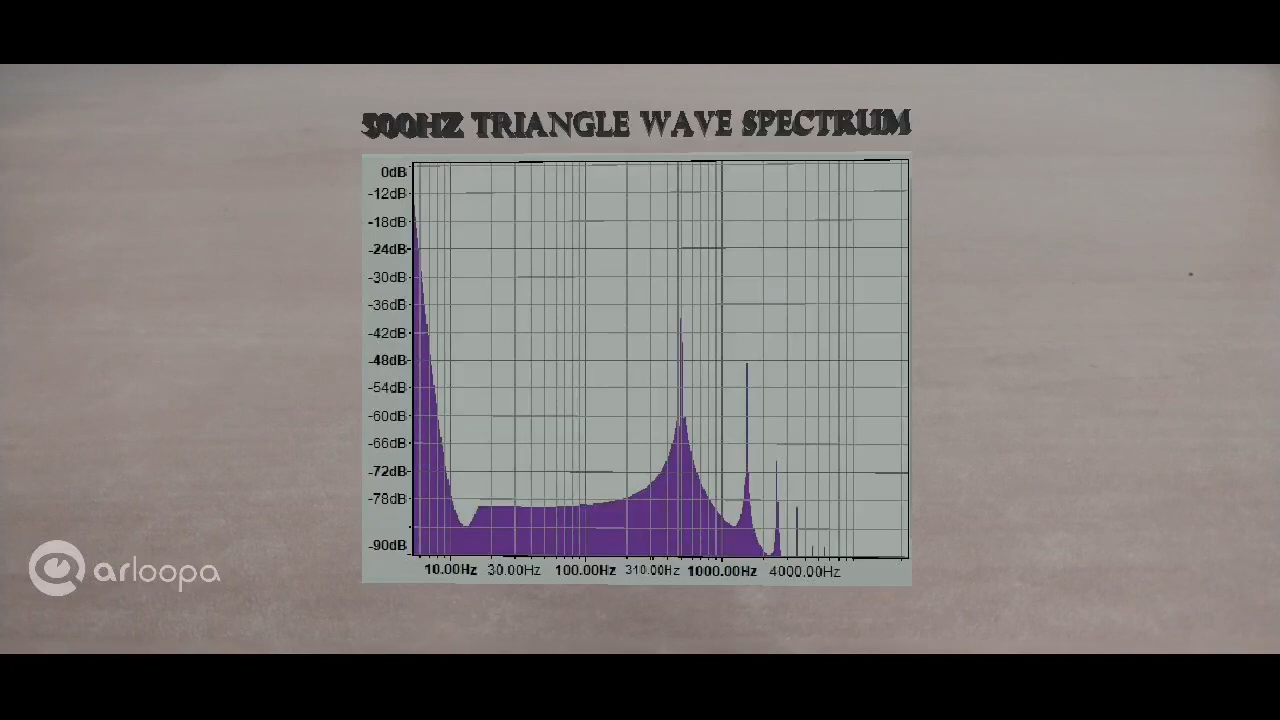 500HZ TRIANGLE WAVE SPECTRUM
0dB
-12dB
-18dB
-24dB
-30dB
-36dB
-42dB
-48dB
-54dB
-60dB
-66dB
-72dB
-78dB
-90dB
10.00Hz 30.00Hz 100.00Hz 310.00Hz 1000.00Hz 4000.00Hz
arloopa